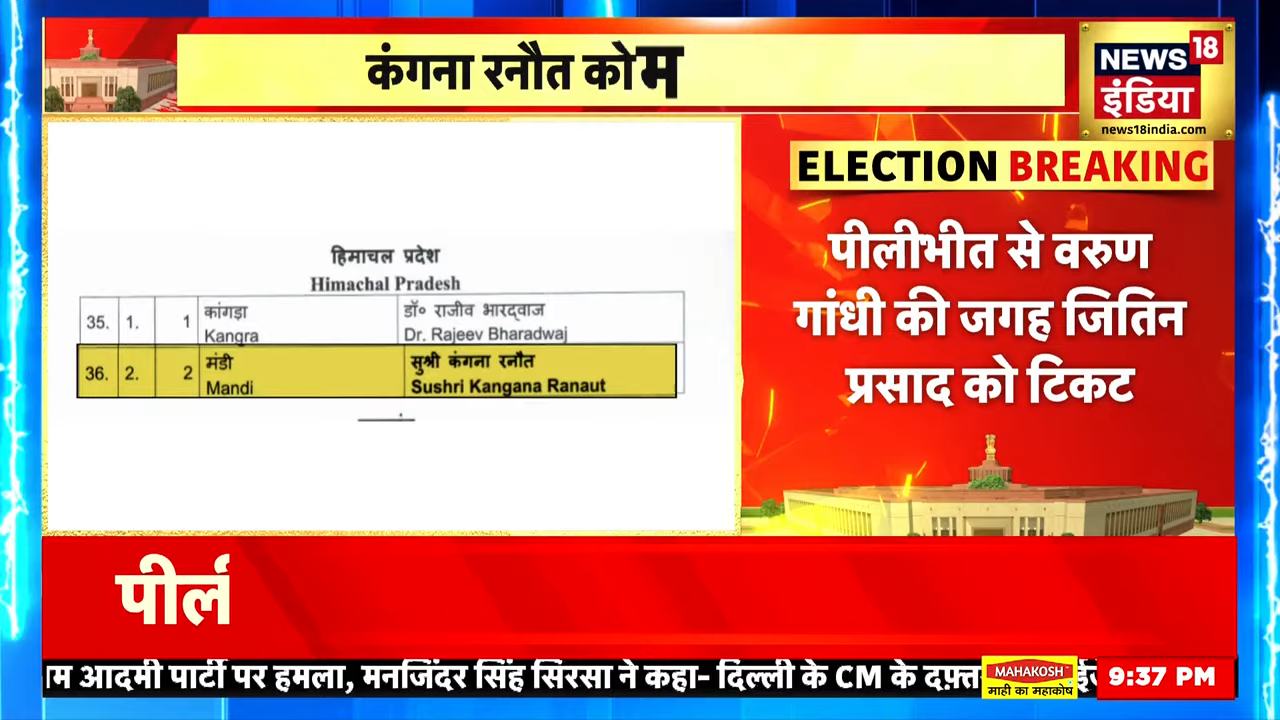 कंगना रनौत को म
NEWS 18
इंडिया
news18india.com
ELECTION BREAKING
पीलीभीत से वरुण
गांधी की जगह जितिन
प्रसाद को टिकट
हिमाचल प्रदेश
Himachal Pradesh
35. 1. 1 कांगड़ा डॉ० राजीव भारद्वाज
Kangra Dr. Rajeev Bharadwaj
36. 2. 2 मंडी सुश्री कंगना रनौत
Mandi Sushri Kangana Ranaut
पीली
आदमी पार्टी पर हमला, मनजिंदर सिंह सिरसा ने कहा- दिल्ली के CM के
MAHAKOSH
माही का महाकोष
9:37 PM